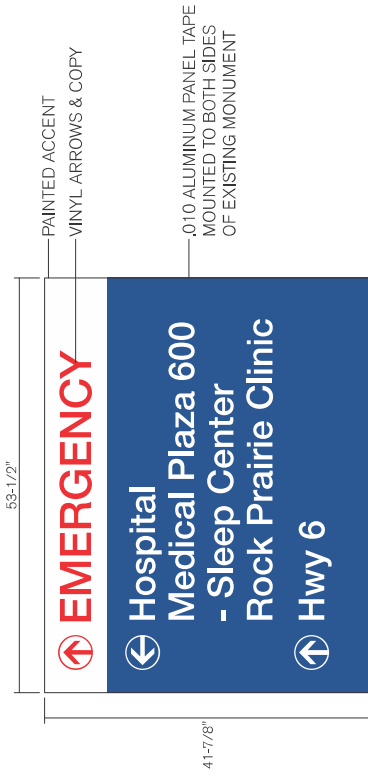 53-1/2"
41-7/8"
EMERGENCY
Hospital
Medical Plaza 600
- Sleep Center
Rock Prairie Clinic
Hwy 6
PAINTED ACCENT
VINYL ARROWS & COPY
.010 ALUMINUM PANEL TAPE
MOUNTED TO BOTH SIDES
OF EXISTING MONUMENT